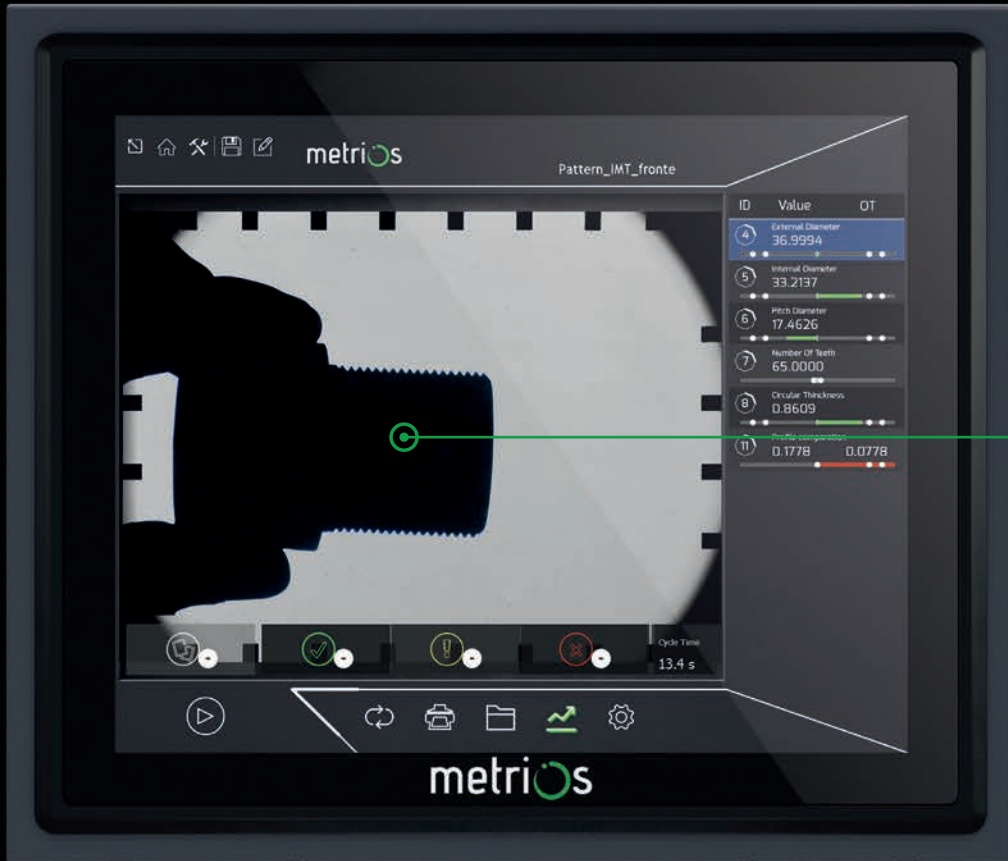 metrios
Pattern_IMT_fronte
ID Value OT
4 External Diameter
36.9994
5 Internal Diameter
33.2137
6 Pitch Diameter
17.4626
7 Number Of Teeth
65.0000
8 Circular Thinckness
0.8609
11 Profile comparation
0.1778 0.0778
Cycle Time
13.4 s
metrios